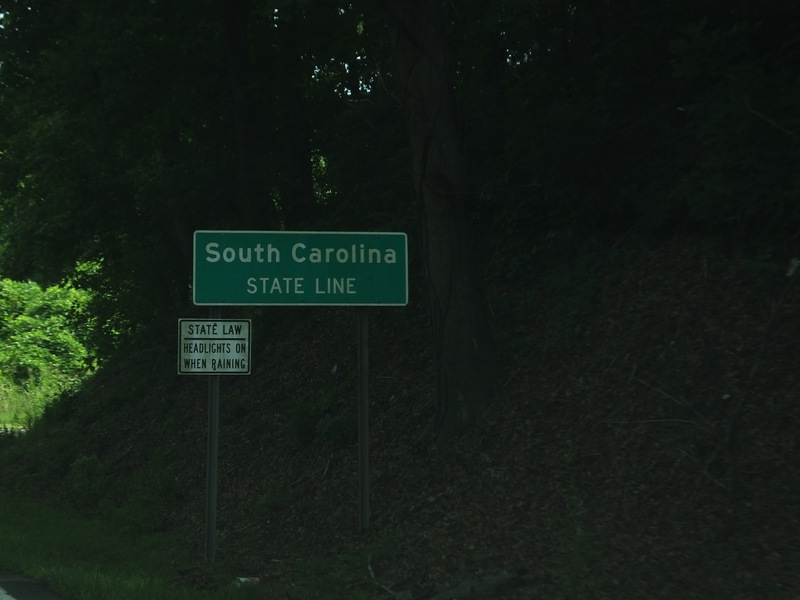 South Carolina
STATE LINE
STATE LAW
HEADLIGHTS ON
WHEN RAINING